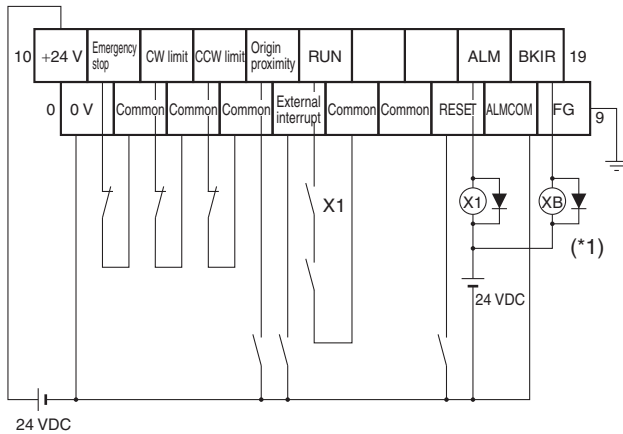 10 +24 V Emergency stop CW limit CCW limit Origin proximity RUN ALM BKIR 19
0 0 V Common Common Common External interrupt Common Common RESET ALMCOM FG 9
X1 X1 XB
(*1)
24 VDC
24 VDC